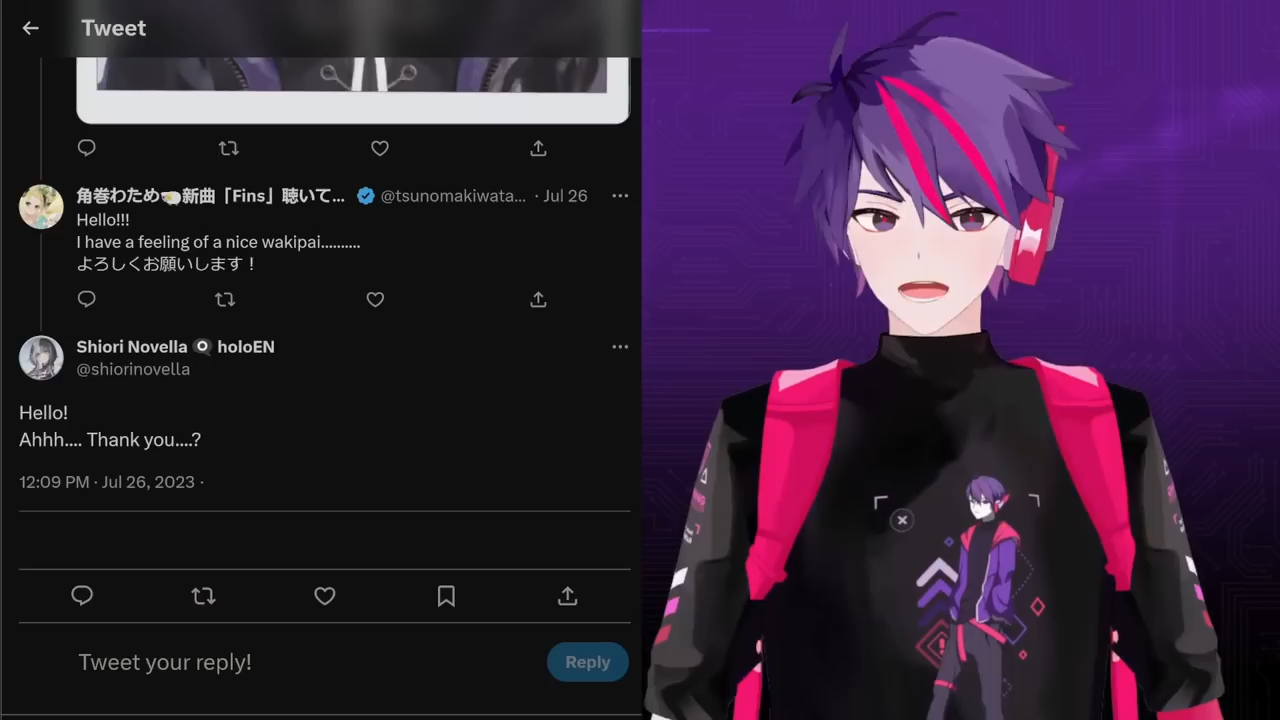 Tweet
角巻わため🐏新曲「Fins」聴いて... @tsunomakiwata... · Jul 26
Hello!!!
I have a feeling of a nice wakipai..........
よろしくお願いします！
Shiori Novella 👁‍🗨 holoEN
@shiorinovella
Hello!
Ahhh.... Thank you....?
12:09 PM · Jul 26, 2023 ·
Tweet your reply!
Reply